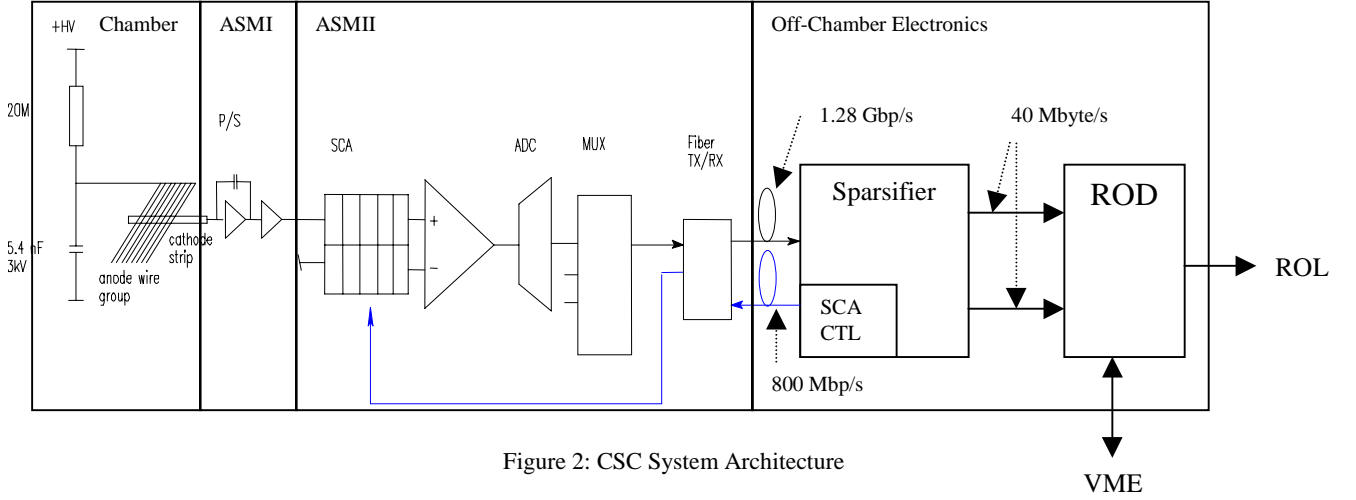 Chamber
ASMI
ASMII
Off-Chamber Electronics
+HV
20M
5.4 nF
3kV
cathode
strip
anode wire
group
P/S
SCA
+
−
ADC
MUX
Fiber
TX/RX
1.28 Gbp/s
40 Mbyte/s
Sparsifier
SCA
CTL
800 Mbp/s
ROD
ROL
VME
Figure 2: CSC System Architecture